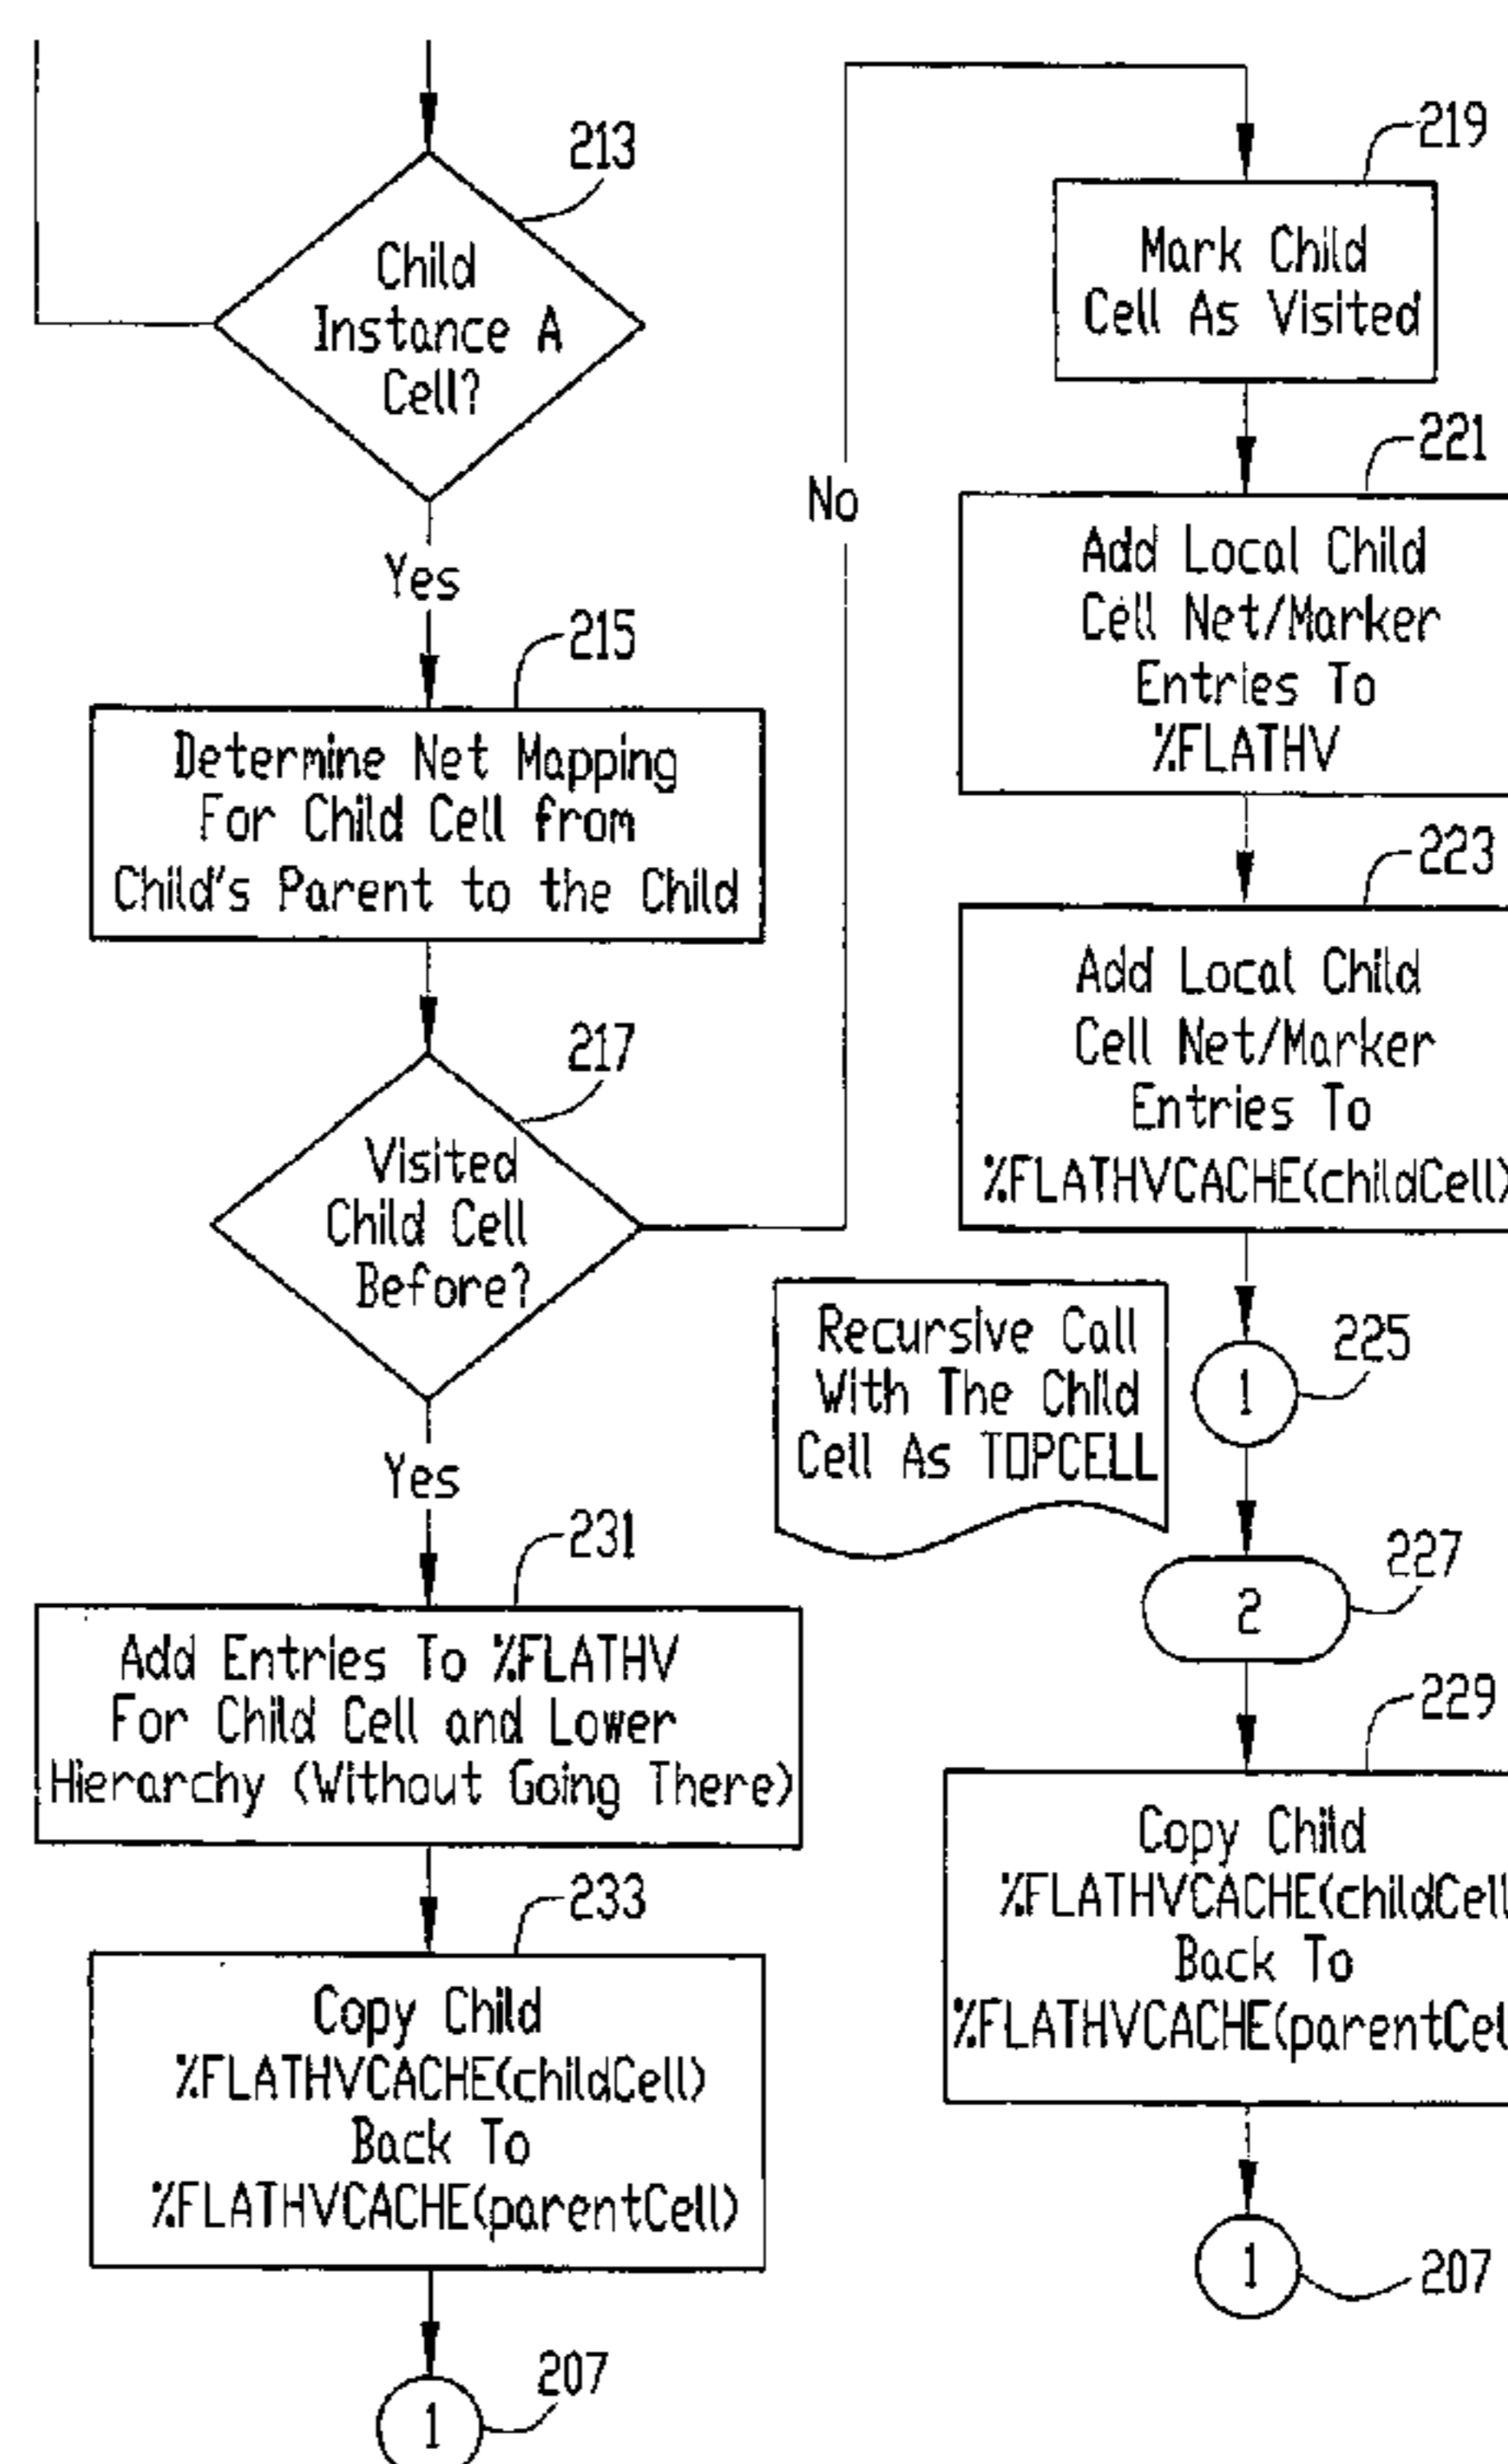 213
Child
Instance A
Cell?
Yes
215
Determine Net Mapping
For Child Cell from
Child's Parent to the Child
217
Visited
Child Cell
Before?
Yes
231
Add Entries To %FLATHV
For Child Cell and Lower
Hierarchy (Without Going There)
233
Copy Child
%FLATHVCACHE(childCell)
Back To
%FLATHVCACHE(parentCell)
1
207
No
219
Mark Child
Cell As Visited
221
Add Local Child
Cell Net/Marker
Entries To
%FLATHV
223
Add Local Child
Cell Net/Marker
Entries To
%FLATHVCACHE(childCell)
Recursive Call
With The Child
Cell As TOPCELL
1
225
2
227
229
Copy Child
%FLATHVCACHE(childCell
Back To
%FLATHVCACHE(parentCel
1
207